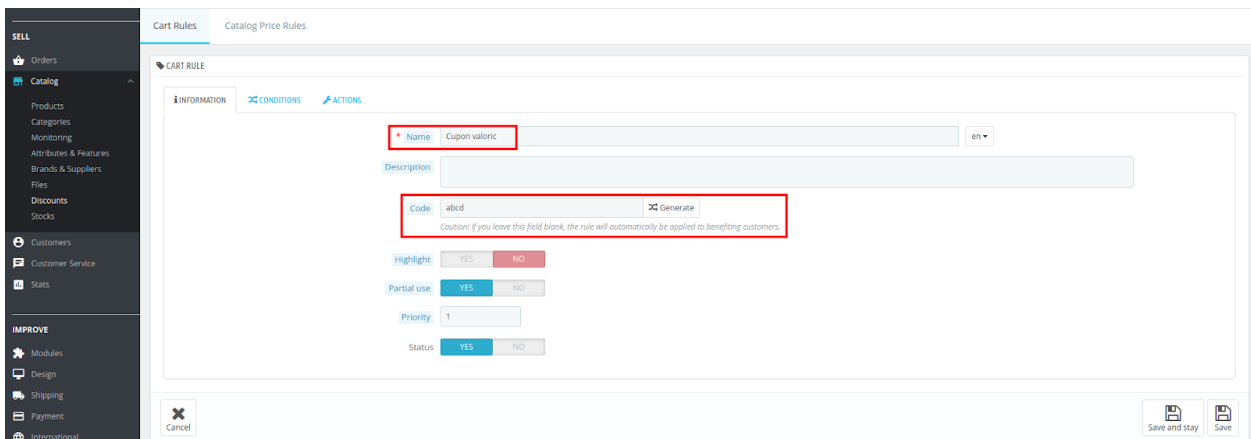 SELL
Orders
Catalog
Products
Categories
Monitoring
Attributes & Features
Brands & Suppliers
Files
Discounts
Stocks
Customers
Customer Service
Stats
IMPROVE
Modules
Design
Shipping
Payment
International
Cart Rules Catalog Price Rules
CART RULE
INFORMATION CONDITIONS ACTIONS
* Name Cupon valoric en
Description
Code abcd Generate
Caution! If you leave this field blank, the rule will automatically be applied to benefiting customers.
Highlight YES NO
Partial use YES NO
Priority 1
Status YES NO
Cancel Save and stay Save